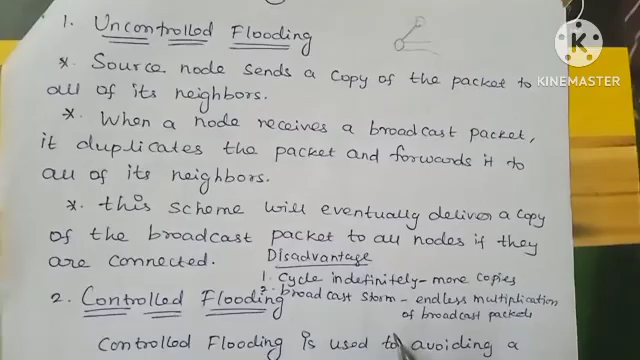 1. Uncontrolled Flooding
* Source node sends a copy of the packet to
all of its neighbors.
* When a node receives a broadcast packet,
it duplicates the packet and forwards it to
all of its neighbors.
* This scheme will eventually deliver a copy
of the broadcast packet to all nodes if they
are connected.
Disadvantage
1. Cycle indefinitely - more copies
2. broadcast storm - endless multiplication
of broadcast packets
2. Controlled Flooding
Controlled Flooding is used to avoiding a
K
KINEMASTER